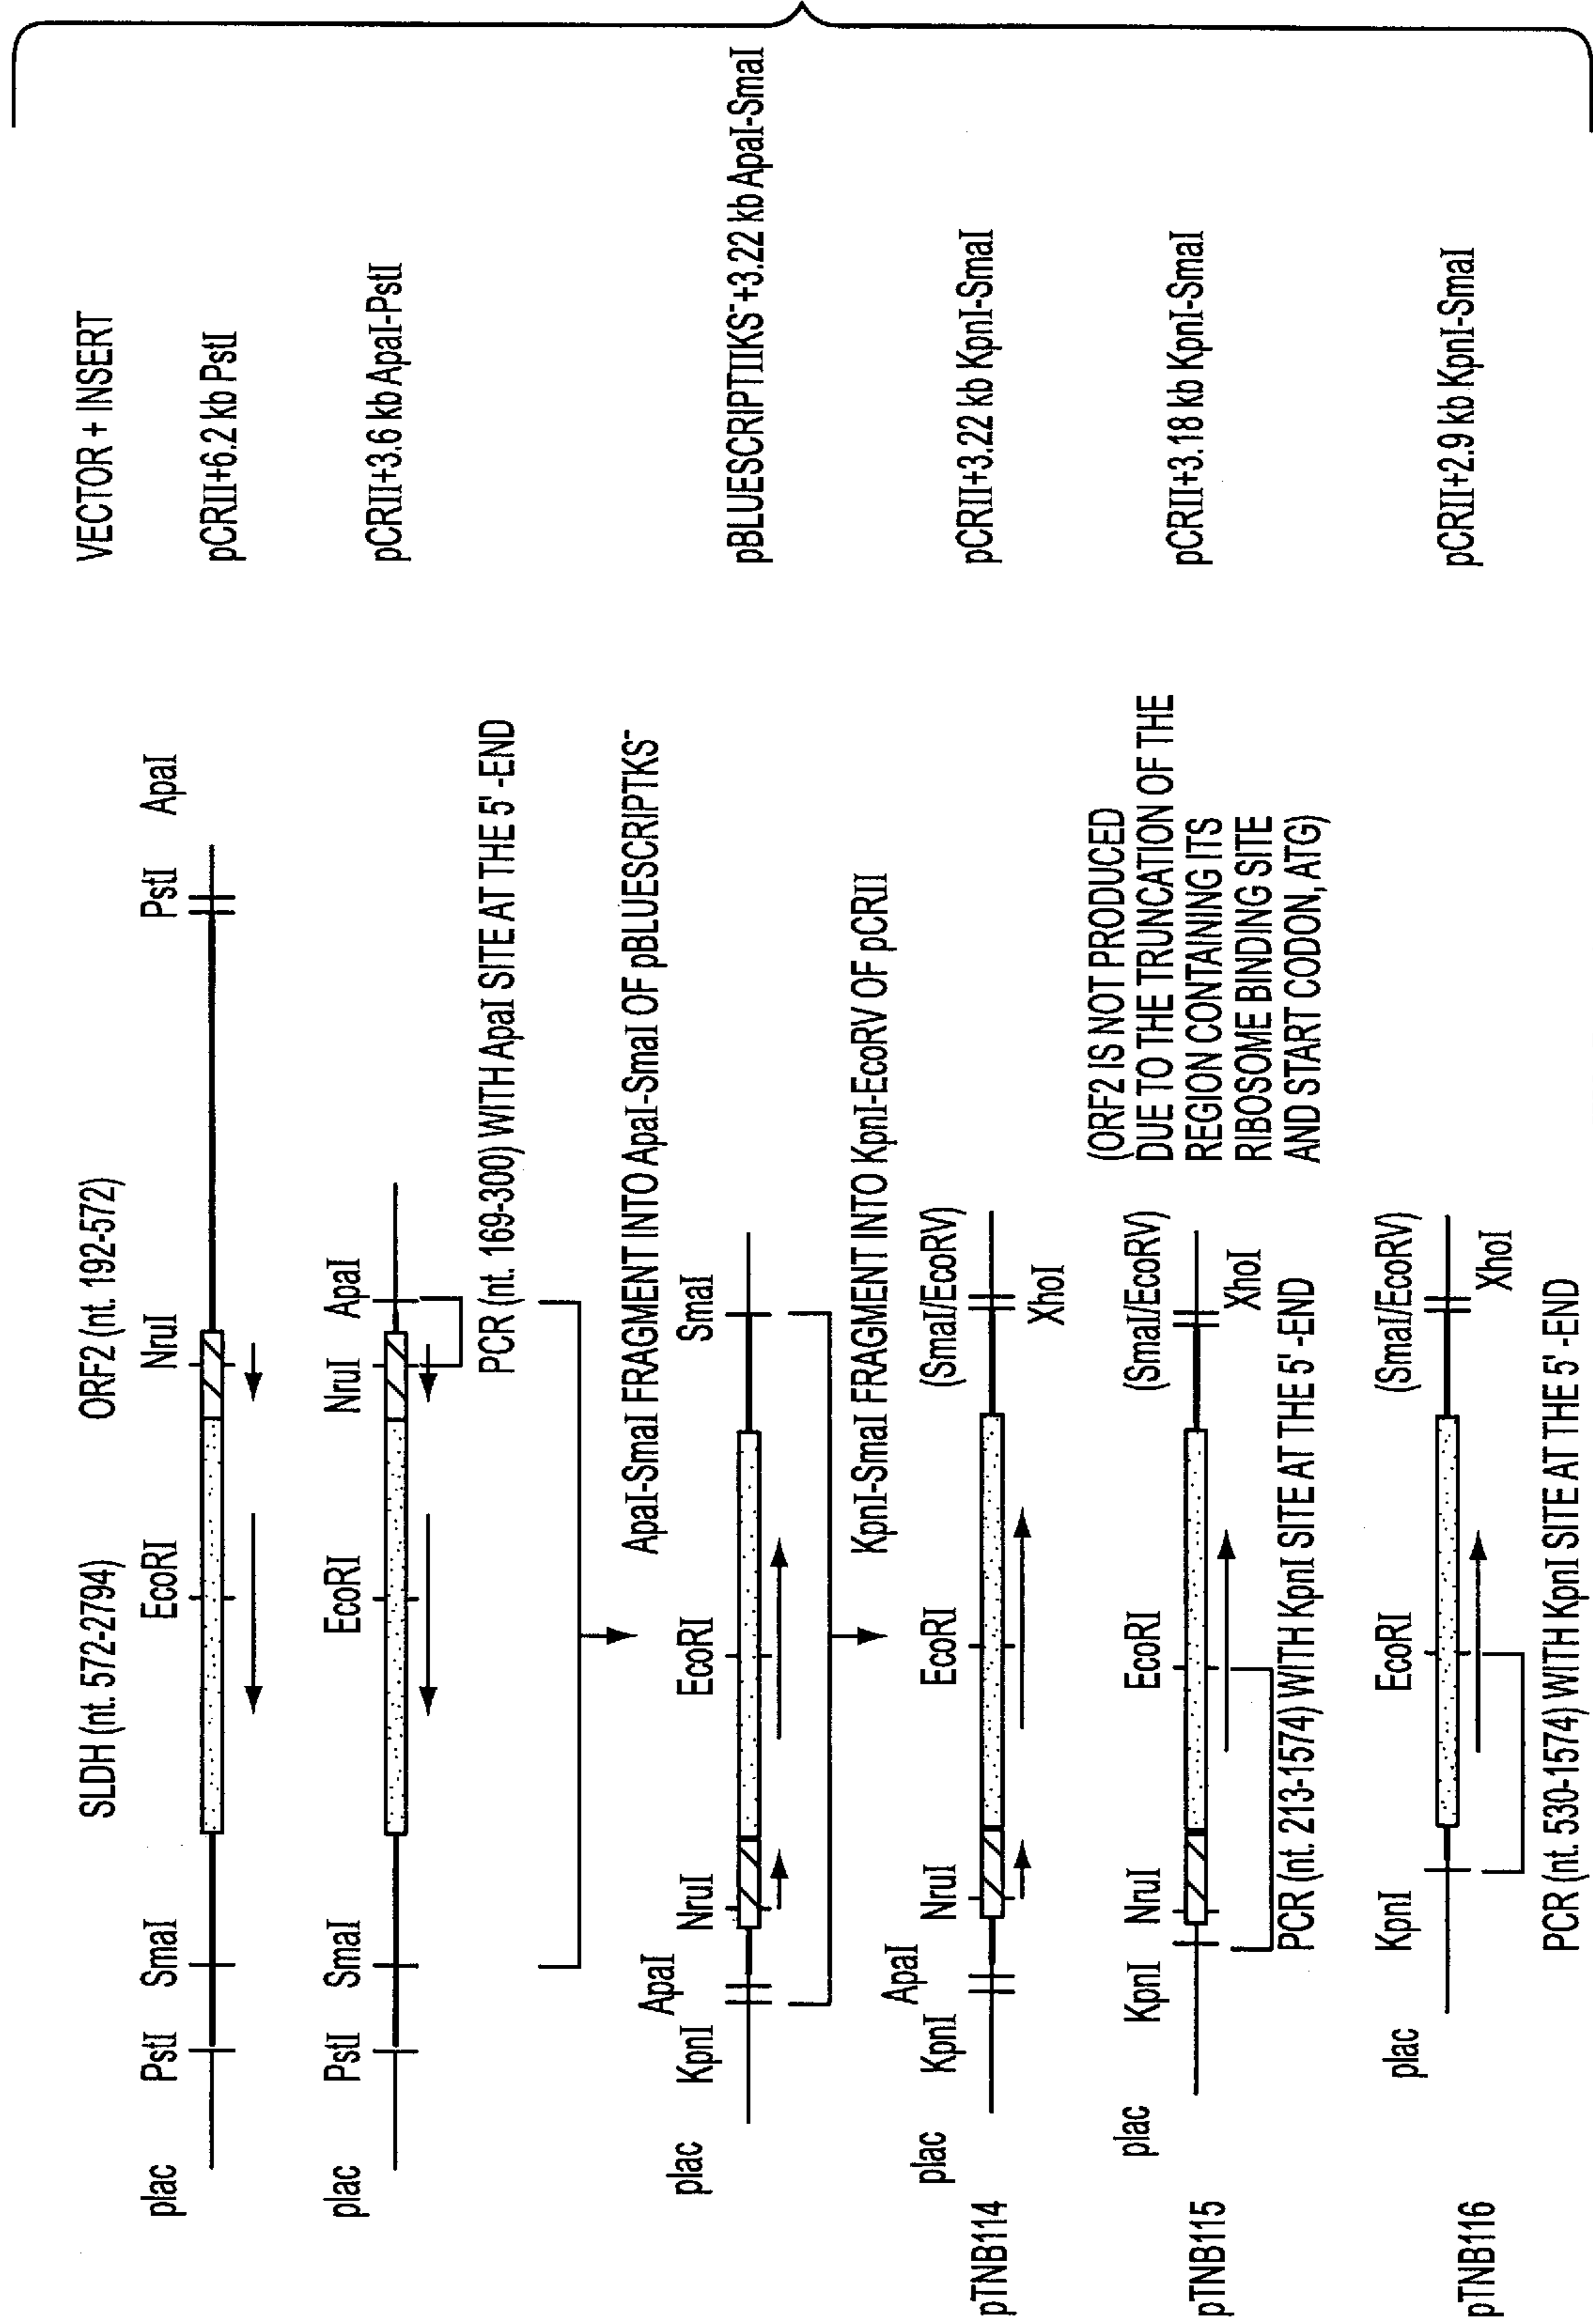 VECTOR + INSERT
SLDH (nt. 572-2794)
ORF2 (nt. 192-572)
plac
PstI
SmaI
EcoRI
NruI
PstI
ApaI
pCRII+6.2 kb PstI
plac
PstI
SmaI
EcoRI
NruI
ApaI
pCRII+3.6 kb ApaI-PstI
PCR (nt. 169-300) WITH ApaI SITE AT THE 5'-END
ApaI-SmaI FRAGMENT INTO ApaI-SmaI OF pBLUESCRIPTKS-
plac
KpnI
ApaI
NruI
EcoRI
SmaI
pBLUESCRIPTIIKS-+3.22 kb ApaI-SmaI
KpnI-SmaI FRAGMENT INTO KpnI-EcoRV OF pCRII
pTNB114
plac
KpnI
ApaI
NruI
EcoRI
(SmaI/EcoRV)
XhoI
pCRII+3.22 kb KpnI-SmaI
pTNB115
plac
KpnI
NruI
EcoRI
(SmaI/EcoRV)
XhoI
(ORF2 IS NOT PRODUCED
DUE TO THE TRUNCATION OF THE
REGION CONTAINING ITS
RIBOSOME BINDING SITE
AND START CODON, ATG)
pCRII+3.18 kb KpnI-SmaI
PCR (nt. 213-1574) WITH KpnI SITE AT THE 5'-END
pTNB116
plac
KpnI
EcoRI
(SmaI/EcoRV)
XhoI
pCRII+2.9 kb KpnI-SmaI
PCR (nt. 530-1574) WITH KpnI SITE AT THE 5'-END